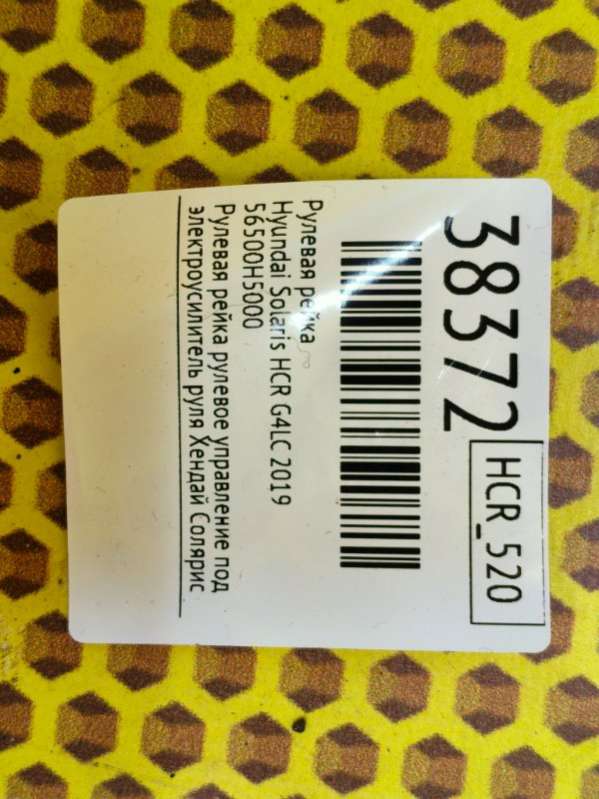 38372
HCR_520
Рулевая рейка
Hyundai Solaris HCR G4LC 2019
56500H5000
Рулевая рейка рулевое управление под
электроусилитель руля Хендай Солярис